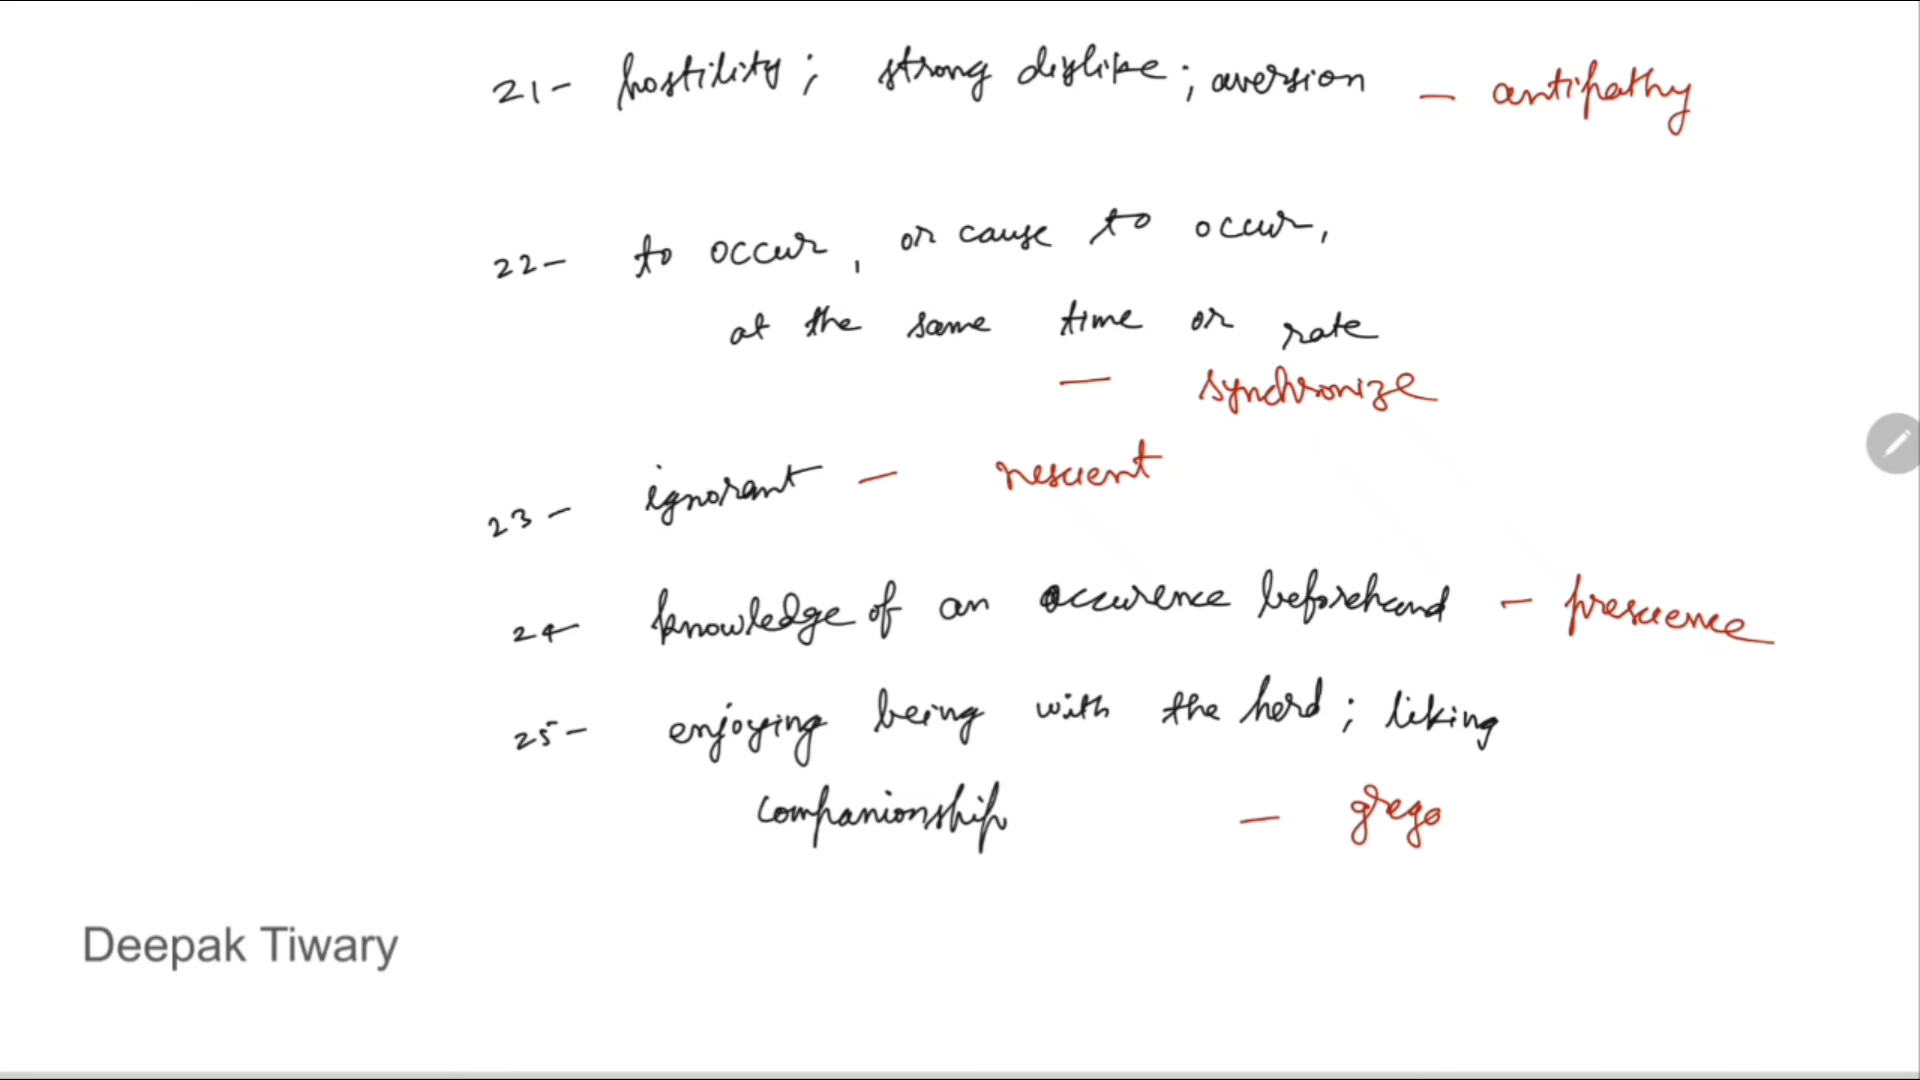 21- hostility; strong dislike; aversion - antipathy
22- to occur, or cause to occur,
at the same time or rate
- synchronize
23- ignorant - nescient
24 knowledge of an occurence beforehand - prescience
25- enjoying being with the herd; liking
companionship - grego
Deepak Tiwary